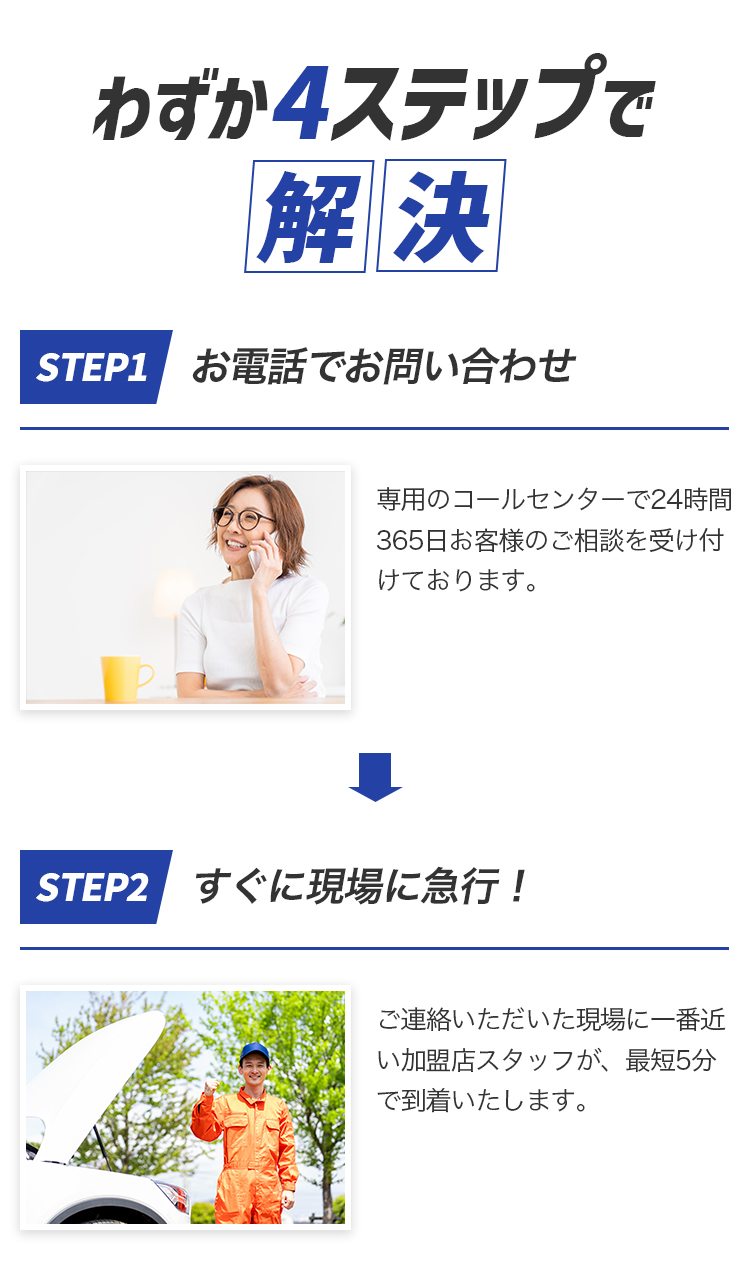 わずか4ステップで
解決
STEP1 お電話でお問い合わせ
専用のコールセンターで24時間
365日お客様のご相談を受け付
けております。
STEP2 すぐに現場に急行！
ご連絡いただいた現場に一番近
い加盟店スタッフが、最短5分
で到着いたします。